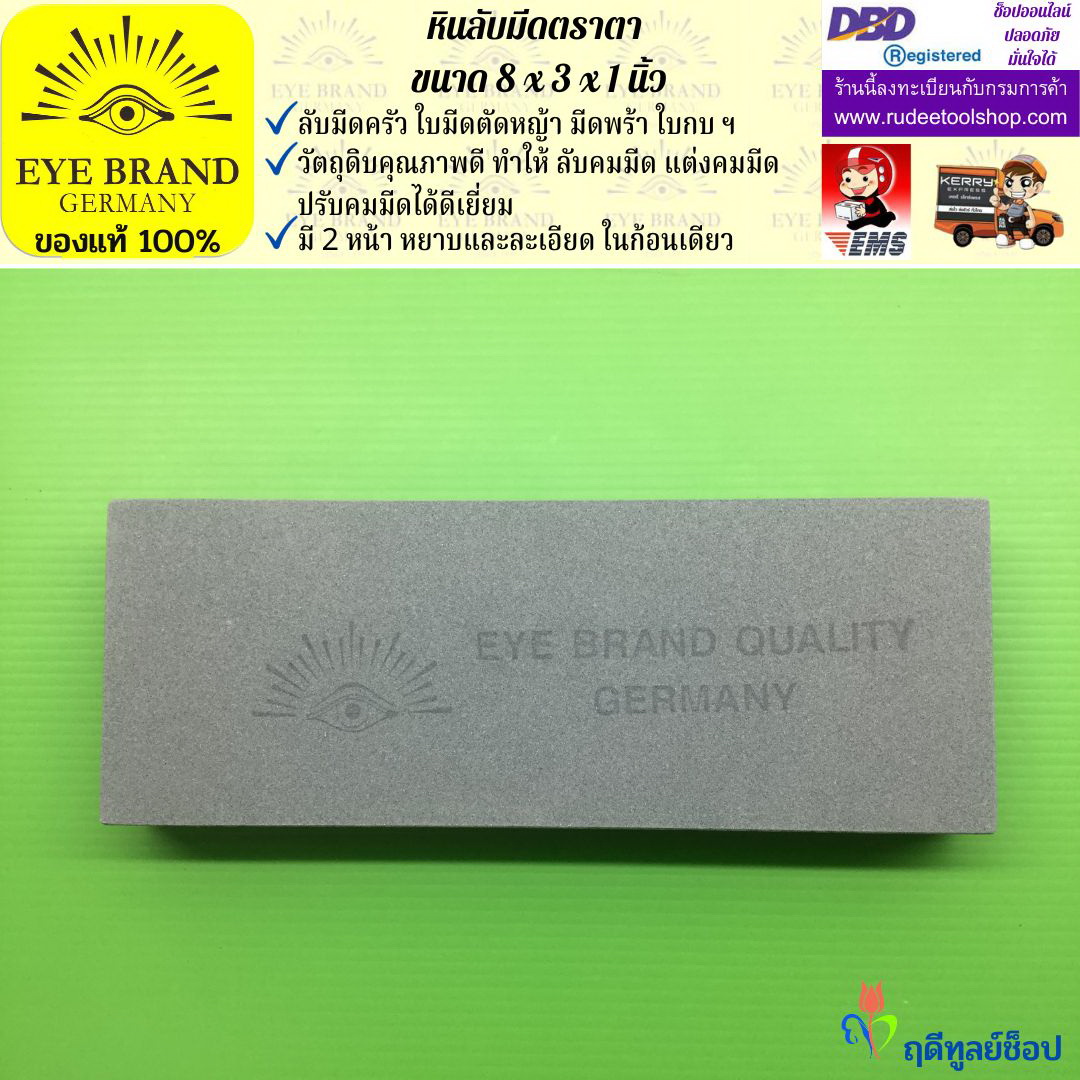 EYE BRAND
GERMANY
ของแท้ 100%
หินลับมีดตราตา
ขนาด 8 x 3 x 1 นิ้ว
ลับมีดครัว ใบมีดตัดหญ้า มีดพร้า ใบกบ ฯ
วัตถุดิบคุณภาพดี ทำให้ ลับคมมีด แต่งคมมีด
ปรับคมมีดได้ดีเยี่ยม
มี 2 หน้า หยาบและละเอียด ในก้อนเดียว
DBD
Registered
ช็อปออนไลน์
ปลอดภัย
มั่นใจได้
ร้านนี้ลงทะเบียนกับกรมการค้า
www.rudeetoolshop.com
EMS
KERRY
EXPRESS
EYE BRAND QUALITY
GERMANY
ฤดีทูลย์ช็อป